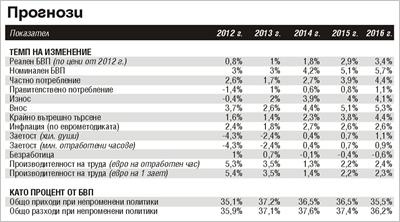 Прогнози
Показател 2012 г. 2013 г. 2014 г. 2015 г. 2016 г.
ТЕМП НА ИЗМЕНЕНИЕ
Реален БВП (по цени от 2012 г.) 0,8% 1% 1,8% 2,9% 3,4%
Номинален БВП 3% 3% 4.2% 5.1% 5.7%
Частно потребление 2.6% 1.7% 2.7% 3.9% 4.4%
Правителствено потребление -1,4% 1% 0.6% 0.8% 1.1%
Износ -0.4% 2% 3.9% 4% 4.1%
Внос 3.7% 2.6% 4.4% 5.1% 5.3%
Крайно вътрешно търсене 1.6% 1.4% 2.3% 3.8% 4.4%
Инфлация (по еврометодиката) 2.4% 1.8% 2.7% 2.6% 2.6%
Заетост (хил. души) -4.3% -2.4% 0.4% 0.7% 1.1%
Заетост (млн. отработени часове) -4.3% -2.4% 0.4% 0.7% 0.9%
Безработица 1% 0.7% -0.1% -0.4% -0.6%
Производителност на труда (евро на отработен час) 5.3% 3.5% 1.3% 2.2% 2.4%
Производителност на труда (евро на 1 зает) 5.4% 3.5% 1.4% 2.2% 2.3%
КАТО ПРОЦЕНТ ОТ БВП
Общо приходи при непроменени политики 35,1% 37,2% 36,5% 36,5% 35,5%
Общо разходи при непроменени политики 35,9% 37,1% 37,6% 37,4% 36,2%